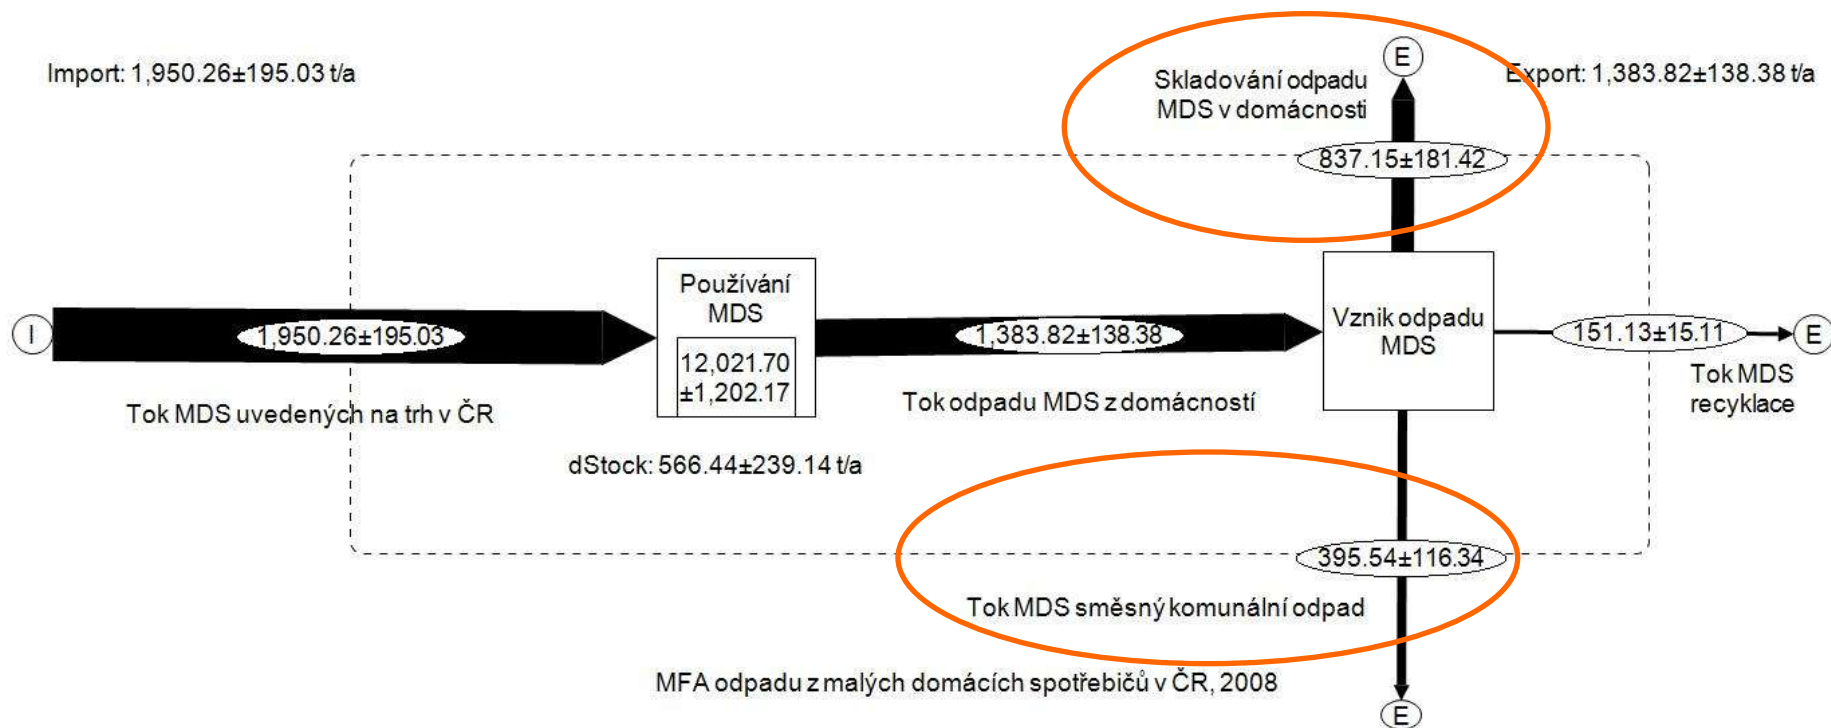 Import: 1,950.26±195.03 t/a
Skladování odpadu
MDS v domácnosti
E
Export: 1,383.82±138.38 t/a
837.15±181.42
I
1,950.26±195.03
Tok MDS uvedených na trh v ČR
Používání
MDS
12,021.70
±1,202.17
dStock: 566.44±239.14 t/a
1,383.82±138.38
Tok odpadu MDS z domácností
Vznik odpadu
MDS
151.13±15.11
E
Tok MDS
recyklace
395.54±116.34
Tok MDS směsný komunální odpad
MFA odpadu z malých domácích spotřebičů v ČR, 2008
E